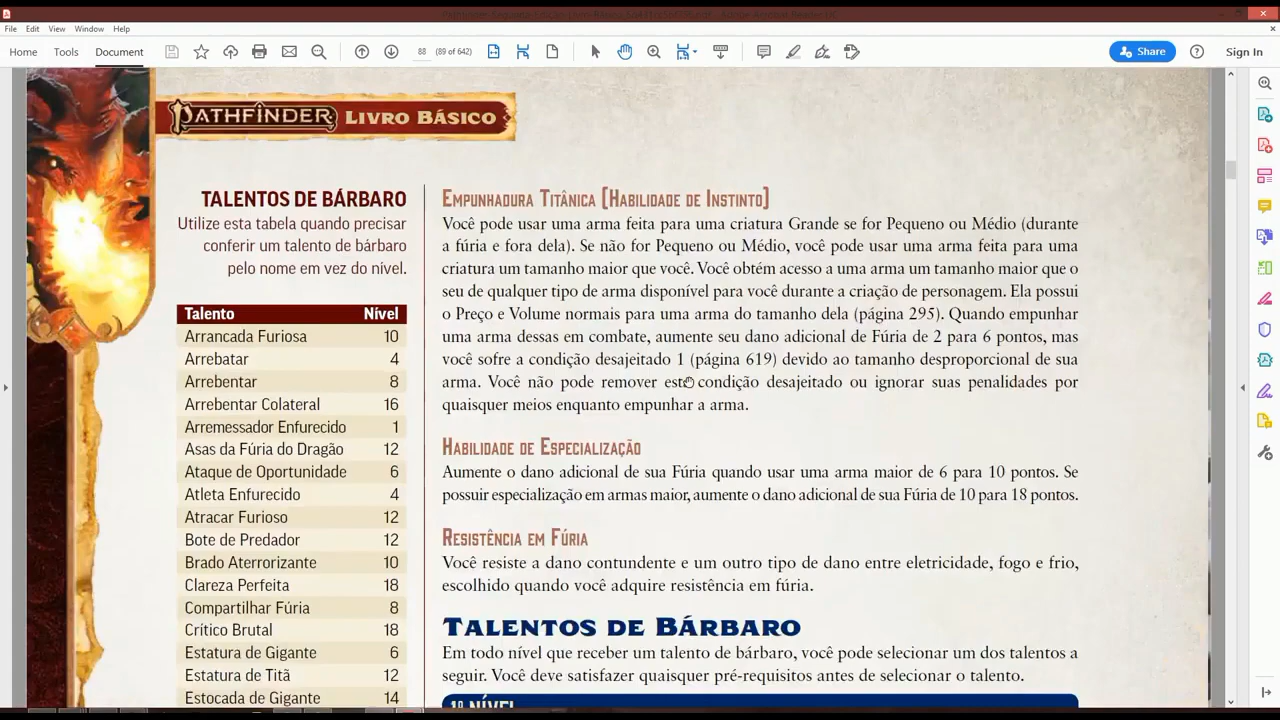 File Edit View Window Help
Home Tools Document
88 (89 of 642)
Share
Sign In
PATHFINDER LIVRO BÁSICO
TALENTOS DE BÁRBARO
Utilize esta tabela quando precisar
conferir um talento de bárbaro
pelo nome em vez do nível.
Talento Nível
Arrancada Furiosa 10
Arrebatar 4
Arrebentar 8
Arrebentar Colateral 16
Arremessador Enfurecido 1
Asas da Fúria do Dragão 12
Ataque de Oportunidade 6
Atleta Enfurecido 4
Atracar Furioso 12
Bote de Predador 12
Brado Aterrorizante 10
Clareza Perfeita 18
Compartilhar Fúria 8
Crítico Brutal 18
Estatura de Gigante 6
Estatura de Titã 12
Estocada de Gigante 14
EMPUNHADURA TITÂNICA (HABILIDADE DE INSTINTO)
Você pode usar uma arma feita para uma criatura Grande se for Pequeno ou Médio (durante
a fúria e fora dela). Se não for Pequeno ou Médio, você pode usar uma arma feita para uma
criatura um tamanho maior que você. Você obtém acesso a uma arma um tamanho maior que o
seu de qualquer tipo de arma disponível para você durante a criação de personagem. Ela possui
o Preço e Volume normais para uma arma do tamanho dela (página 295). Quando empunhar
uma arma dessas em combate, aumente seu dano adicional de Fúria de 2 para 6 pontos, mas
você sofre a condição desajeitado 1 (página 619) devido ao tamanho desproporcional de sua
arma. Você não pode remover esta condição desajeitado ou ignorar suas penalidades por
quaisquer meios enquanto empunhar a arma.
HABILIDADE DE ESPECIALIZAÇÃO
Aumente o dano adicional de sua Fúria quando usar uma arma maior de 6 para 10 pontos. Se
possuir especialização em armas maior, aumente o dano adicional de sua Fúria de 10 para 18 pontos.
RESISTÊNCIA EM FÚRIA
Você resiste a dano contundente e um outro tipo de dano entre eletricidade, fogo e frio,
escolhido quando você adquire resistência em fúria.
TALENTOS DE BÁRBARO
Em todo nível que receber um talento de bárbaro, você pode selecionar um dos talentos a
seguir. Você deve satisfazer quaisquer pré-requisitos antes de selecionar o talento.
1º NÍVEL